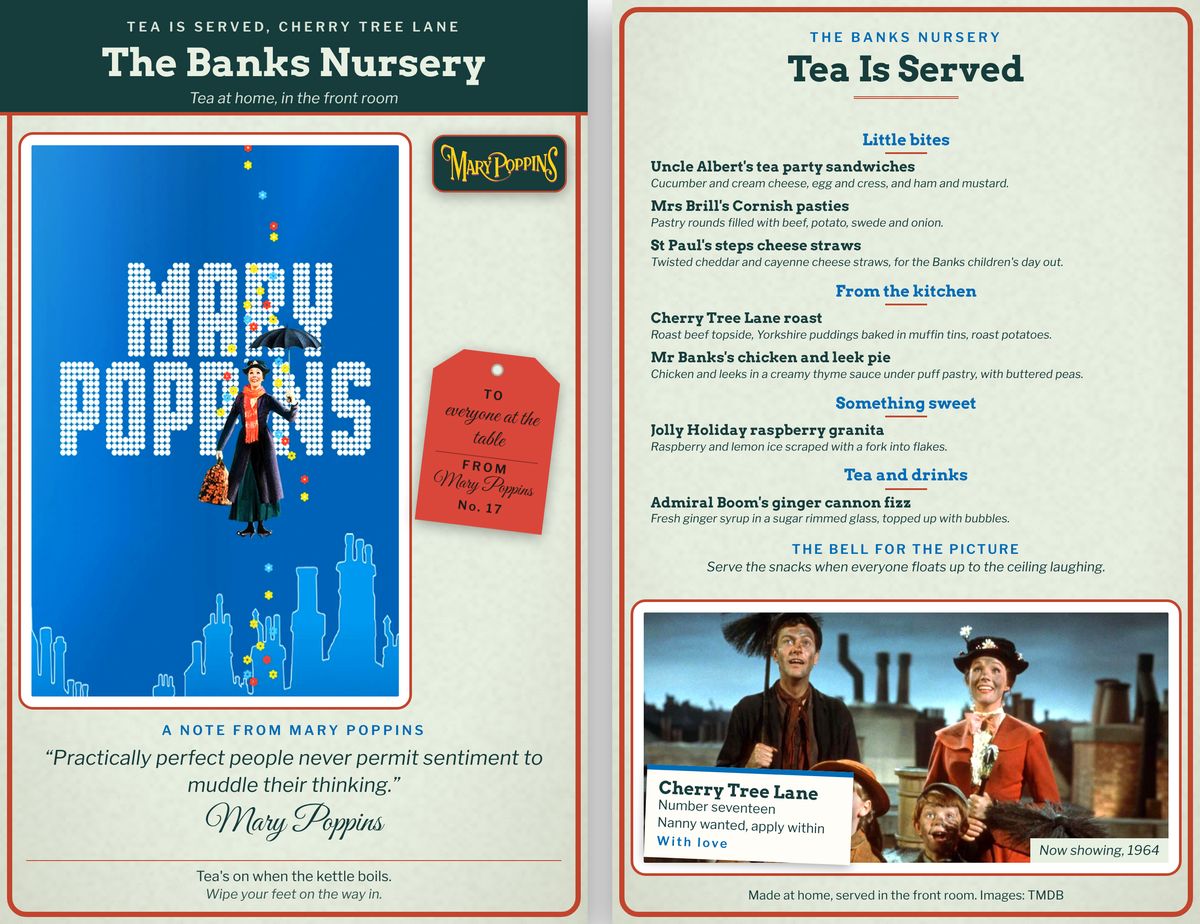 TEA IS SERVED, CHERRY TREE LANE
The Banks Nursery
Tea at home, in the front room
MARY POPPINS
MARY
POPPINS
TO
everyone at the
table
FROM
Mary Poppins
No. 17
A NOTE FROM MARY POPPINS
“Practically perfect people never permit sentiment to
muddle their thinking.”
Mary Poppins
Tea's on when the kettle boils.
Wipe your feet on the way in.
THE BANKS NURSERY
Tea Is Served
Little bites
Uncle Albert's tea party sandwiches
Cucumber and cream cheese, egg and cress, and ham and mustard.
Mrs Brill's Cornish pasties
Pastry rounds filled with beef, potato, swede and onion.
St Paul's steps cheese straws
Twisted cheddar and cayenne cheese straws, for the Banks children's day out.
From the kitchen
Cherry Tree Lane roast
Roast beef topside, Yorkshire puddings baked in muffin tins, roast potatoes.
Mr Banks's chicken and leek pie
Chicken and leeks in a creamy thyme sauce under puff pastry, with buttered peas.
Something sweet
Jolly Holiday raspberry granita
Raspberry and lemon ice scraped with a fork into flakes.
Tea and drinks
Admiral Boom's ginger cannon fizz
Fresh ginger syrup in a sugar rimmed glass, topped up with bubbles.
THE BELL FOR THE PICTURE
Serve the snacks when everyone floats up to the ceiling laughing.
Cherry Tree Lane
Number seventeen
Nanny wanted, apply within
With love
Now showing, 1964
Made at home, served in the front room. Images: TMDB